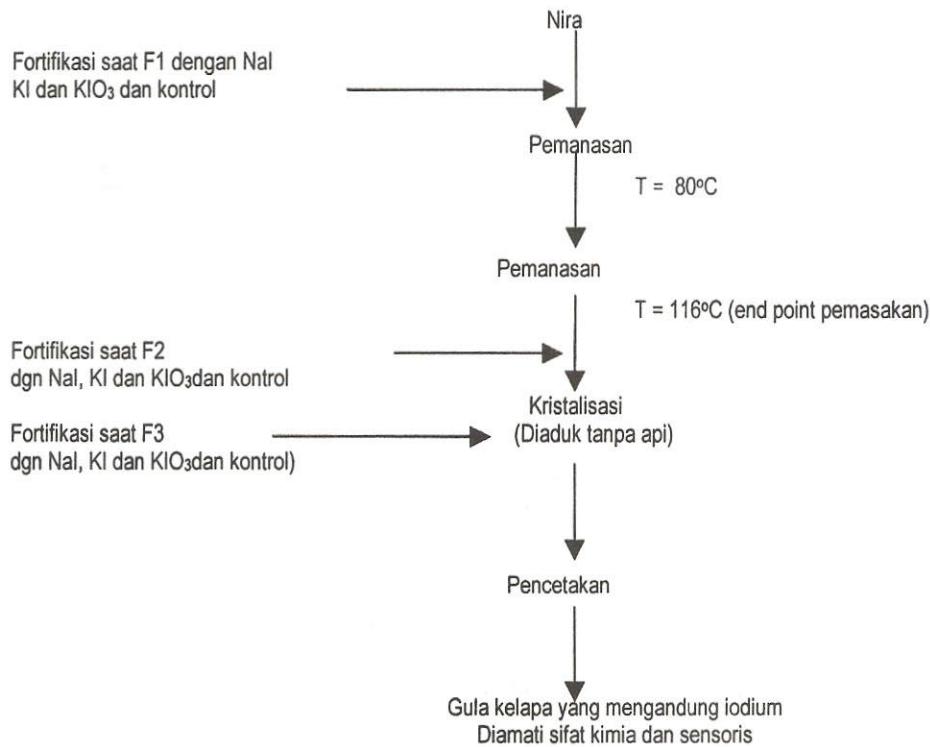 Nira
Fortifikasi saat F1 dengan NaI
KI dan KIO₃ dan kontrol
Pemanasan
T = 80ºC
Pemanasan
T = 116ºC (end point pemasakan)
Fortifikasi saat F2
dgn NaI, KI dan KIO₃dan kontrol
Kristalisasi
(Diaduk tanpa api)
Fortifikasi saat F3
dgn NaI, KI dan KIO₃dan kontrol)
Pencetakan
Gula kelapa yang mengandung iodium
Diamati sifat kimia dan sensoris